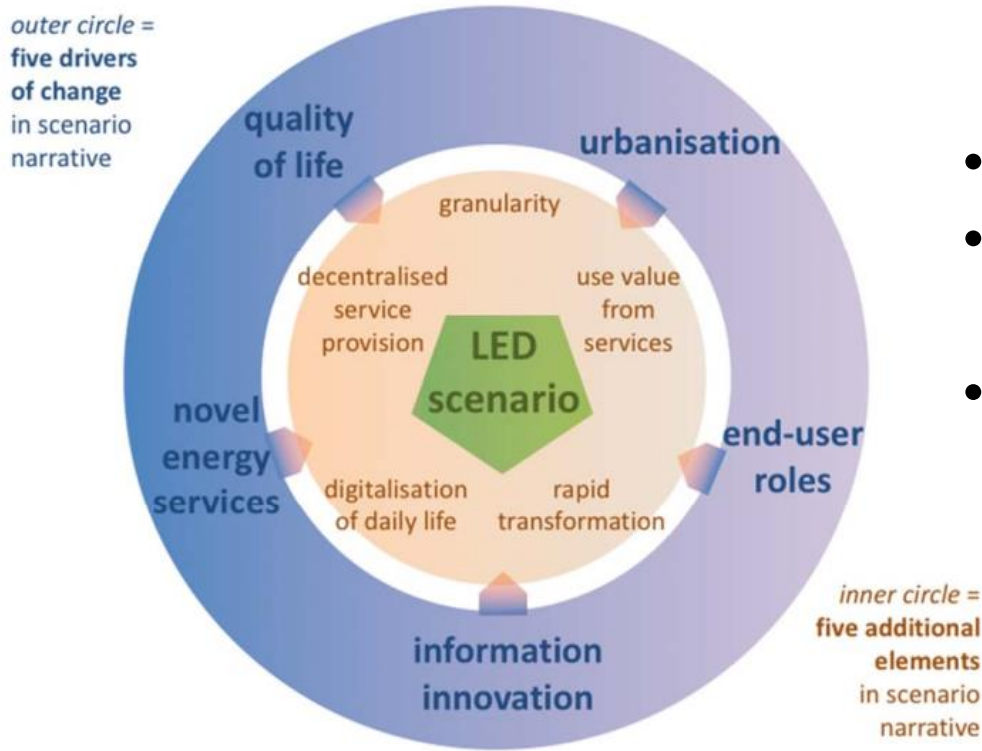 outer circle =
five drivers
of change
in scenario
narrative
quality
of life
urbanisation
granularity
decentralised
service
provision
use value
from
services
LED
scenario
novel
energy
services
end-user
roles
digitalisation
of daily life
rapid
transformation
information
innovation
inner circle =
five additional
elements
in scenario
narrative